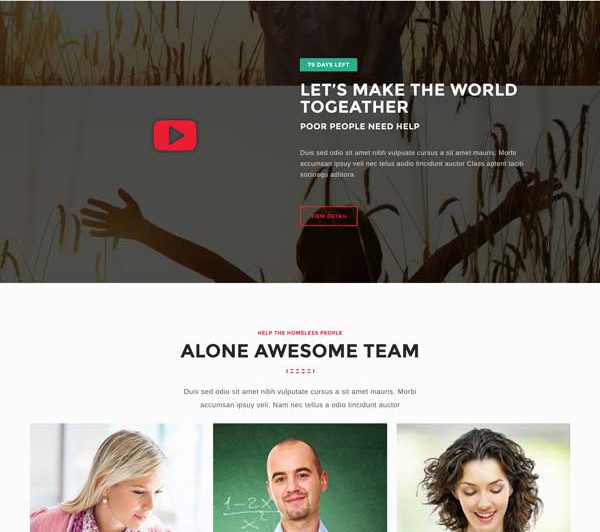 79 DAYS LEFT
LET'S MAKE THE WORLD
TOGEATHER
POOR PEOPLE NEED HELP
Duis sed odio sit amet nibh vulpuate cursus a sit amet mauris. Morbi
accumsan ipsuy veli nec telus aodio tincidunt auctor Class aptent taciti
sociosqu adlitora.
VIEW DETAIL
HELP THE HOMELESS PEOPLE
ALONE AWESOME TEAM
Duis sed odio sit amet nibh vulputate cursus a sit amet mauris. Morbi
accumsan ipsuy veli. Nam nec tellus a odio tincidunt auctor
1-2x